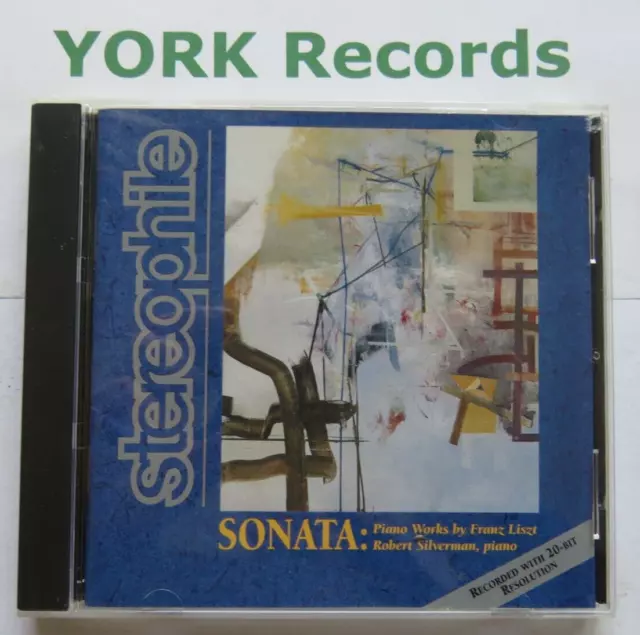 YORK Records
stereophile
SONATA:
Piano Works by Franz Liszt
Robert Silverman, piano
RECORDED WITH 20-BIT
RESOLUTION